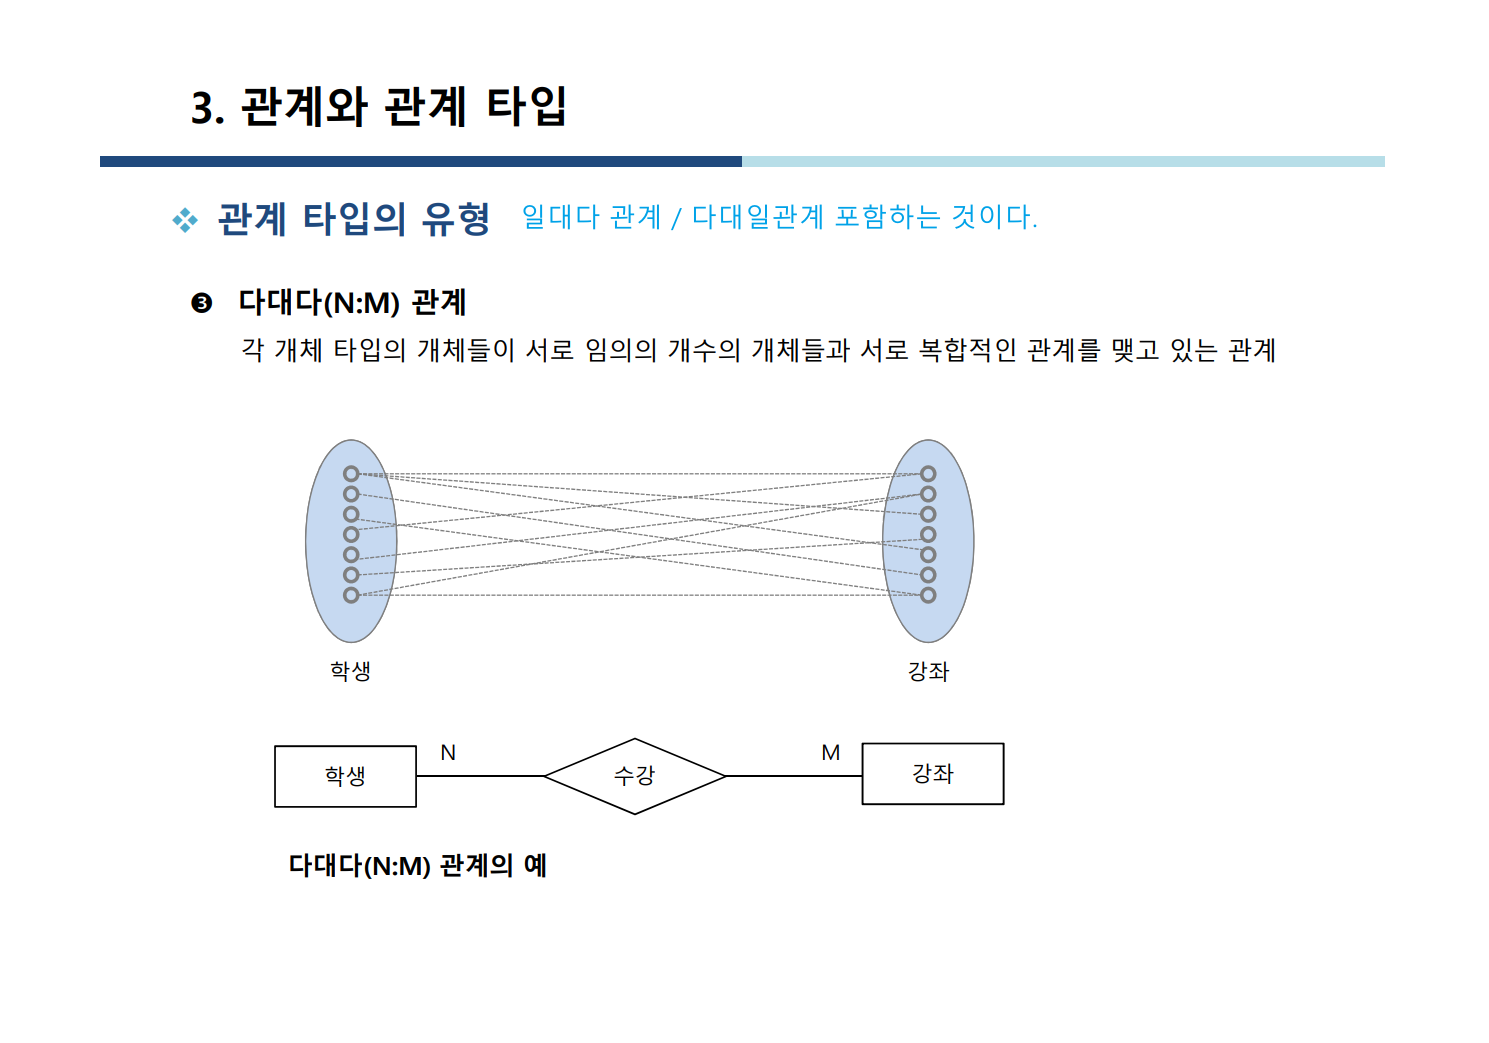 3. 관계와 관계 타입
❖ 관계 타입의 유형 일대다 관계 / 다대일관계 포함하는 것이다.
❸ 다대다(N:M) 관계
각 개체 타입의 개체들이 서로 임의의 개수의 개체들과 서로 복합적인 관계를 맺고 있는 관계
학생 강좌
학생 N 수강 M 강좌
다대다(N:M) 관계의 예